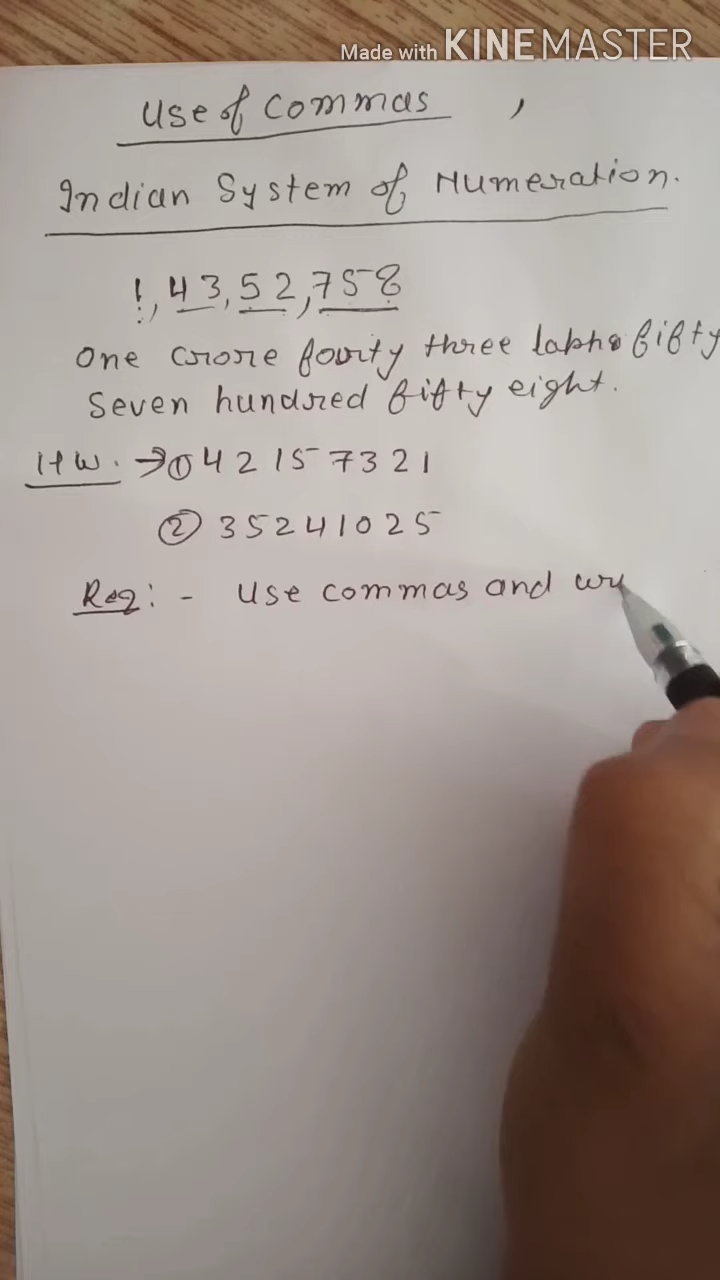 Made with KINEMASTER
Use of Commas ,
Indian System of Numeration.
1,43,52,758
One crore fourty three lakhs fifty
Seven hundred fifty eight.
H W. → ① 4 2 1 5 7 3 2 1
② 3 5 2 4 1 0 2 5
Req: - Use commas and